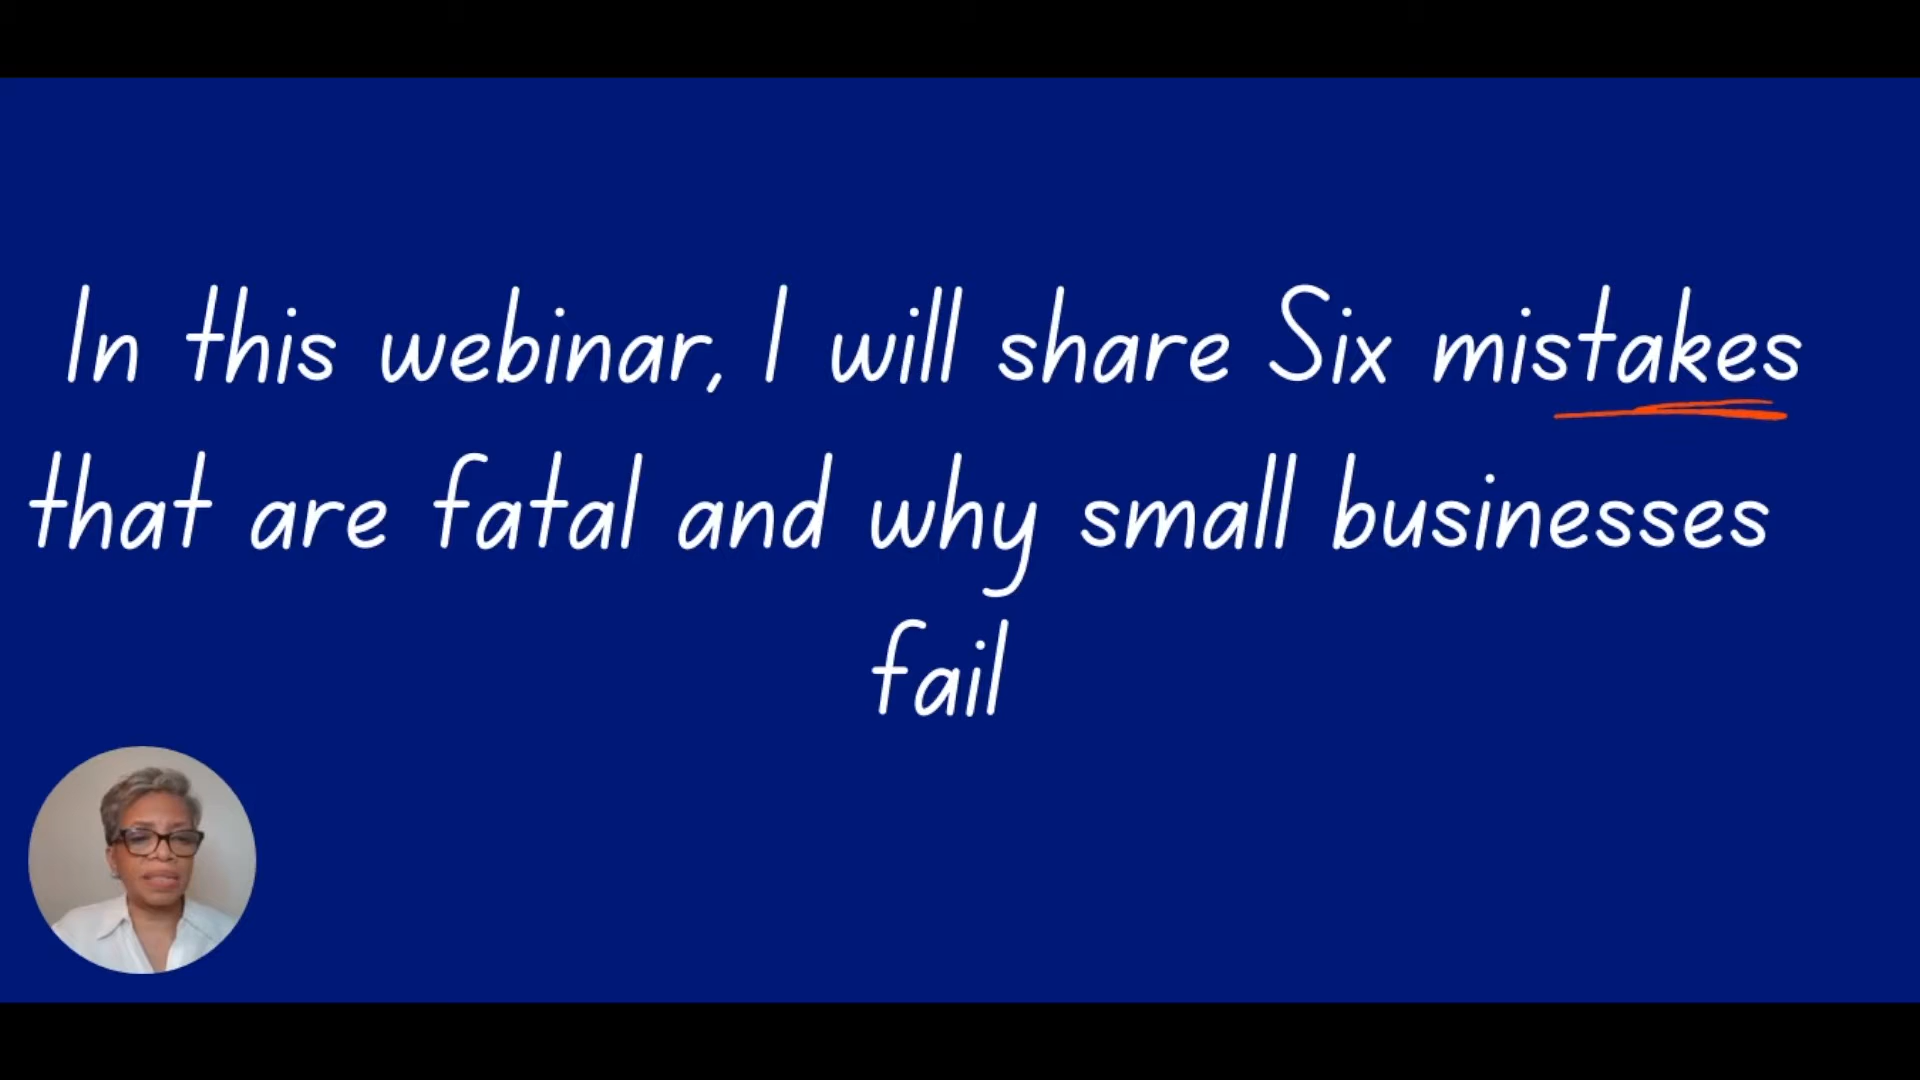 In this webinar, I will share Six mistakes
that are fatal and why small businesses
fail